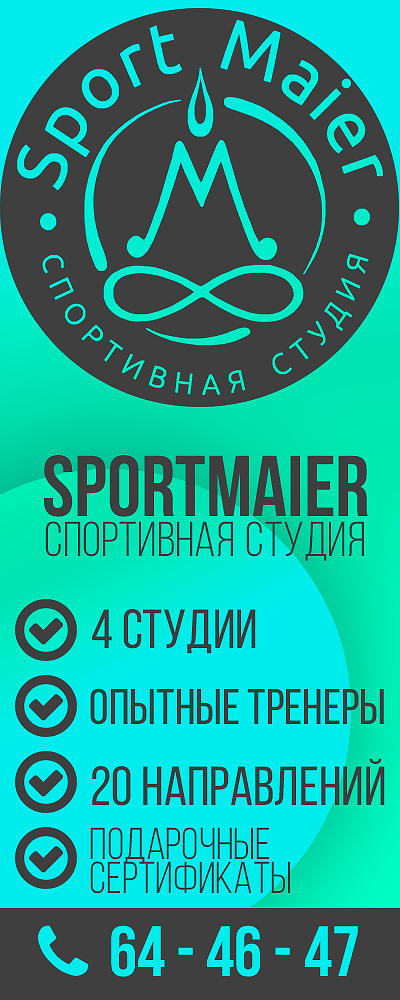 Sport Maier
М
• СПОРТИВНАЯ СТУДИЯ •
SPORTMAIER
СПОРТИВНАЯ СТУДИЯ
4 СТУДИИ
ОПЫТНЫЕ ТРЕНЕРЫ
20 НАПРАВЛЕНИЙ
ПОДАРОЧНЫЕ
СЕРТИФИКАТЫ
64 - 46 - 47